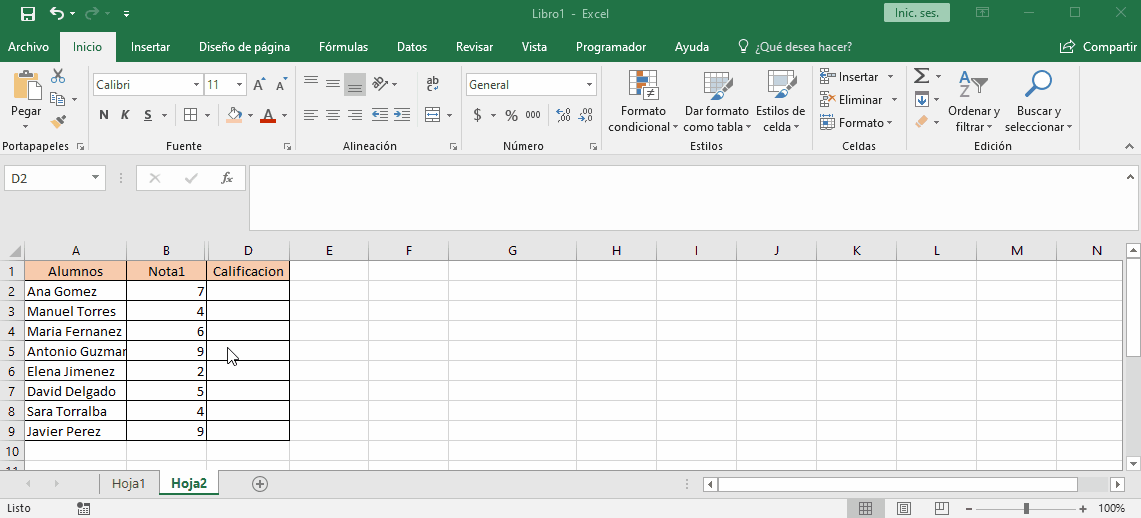 Libro1 - Excel
Inic. ses.
Archivo Inicio Insertar Diseño de página Fórmulas Datos Revisar Vista Programador Ayuda ¿Qué desea hacer? Compartir
Pegar
Calibri 11
N K S
A A
ab
General
$ % 000
Formato condicional
Dar formato como tabla
Estilos de celda
Insertar
Eliminar
Formato
Ordenar y filtrar
Buscar y seleccionar
Portapapeles Fuente Alineación Número Estilos Celdas Edición
D2 fx
A B D E F G H I J K L M N
1 Alumnos Nota1 Calificacion
2 Ana Gomez 7
3 Manuel Torres 4
4 Maria Fernanez 6
5 Antonio Guzman 9
6 Elena Jimenez 2
7 David Delgado 5
8 Sara Torralba 4
9 Javier Perez 9
10
11
Hoja1 Hoja2
Listo 100%